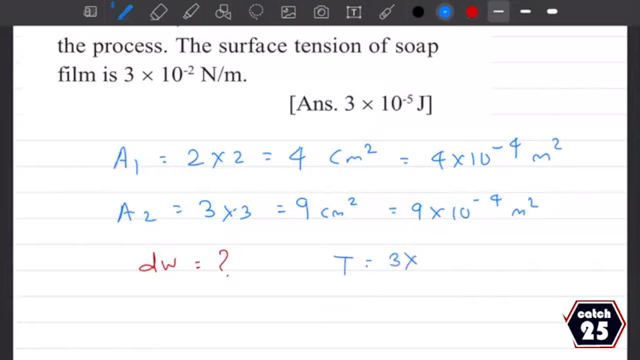 the process. The surface tension of soap
film is 3 × 10⁻² N/m.
[Ans. 3 × 10⁻⁵ J]
A₁ = 2 × 2 = 4 cm² = 4 × 10⁻⁴ m²
A₂ = 3 × 3 = 9 cm² = 9 × 10⁻⁴ m²
dw = ? T = 3×
catch
25